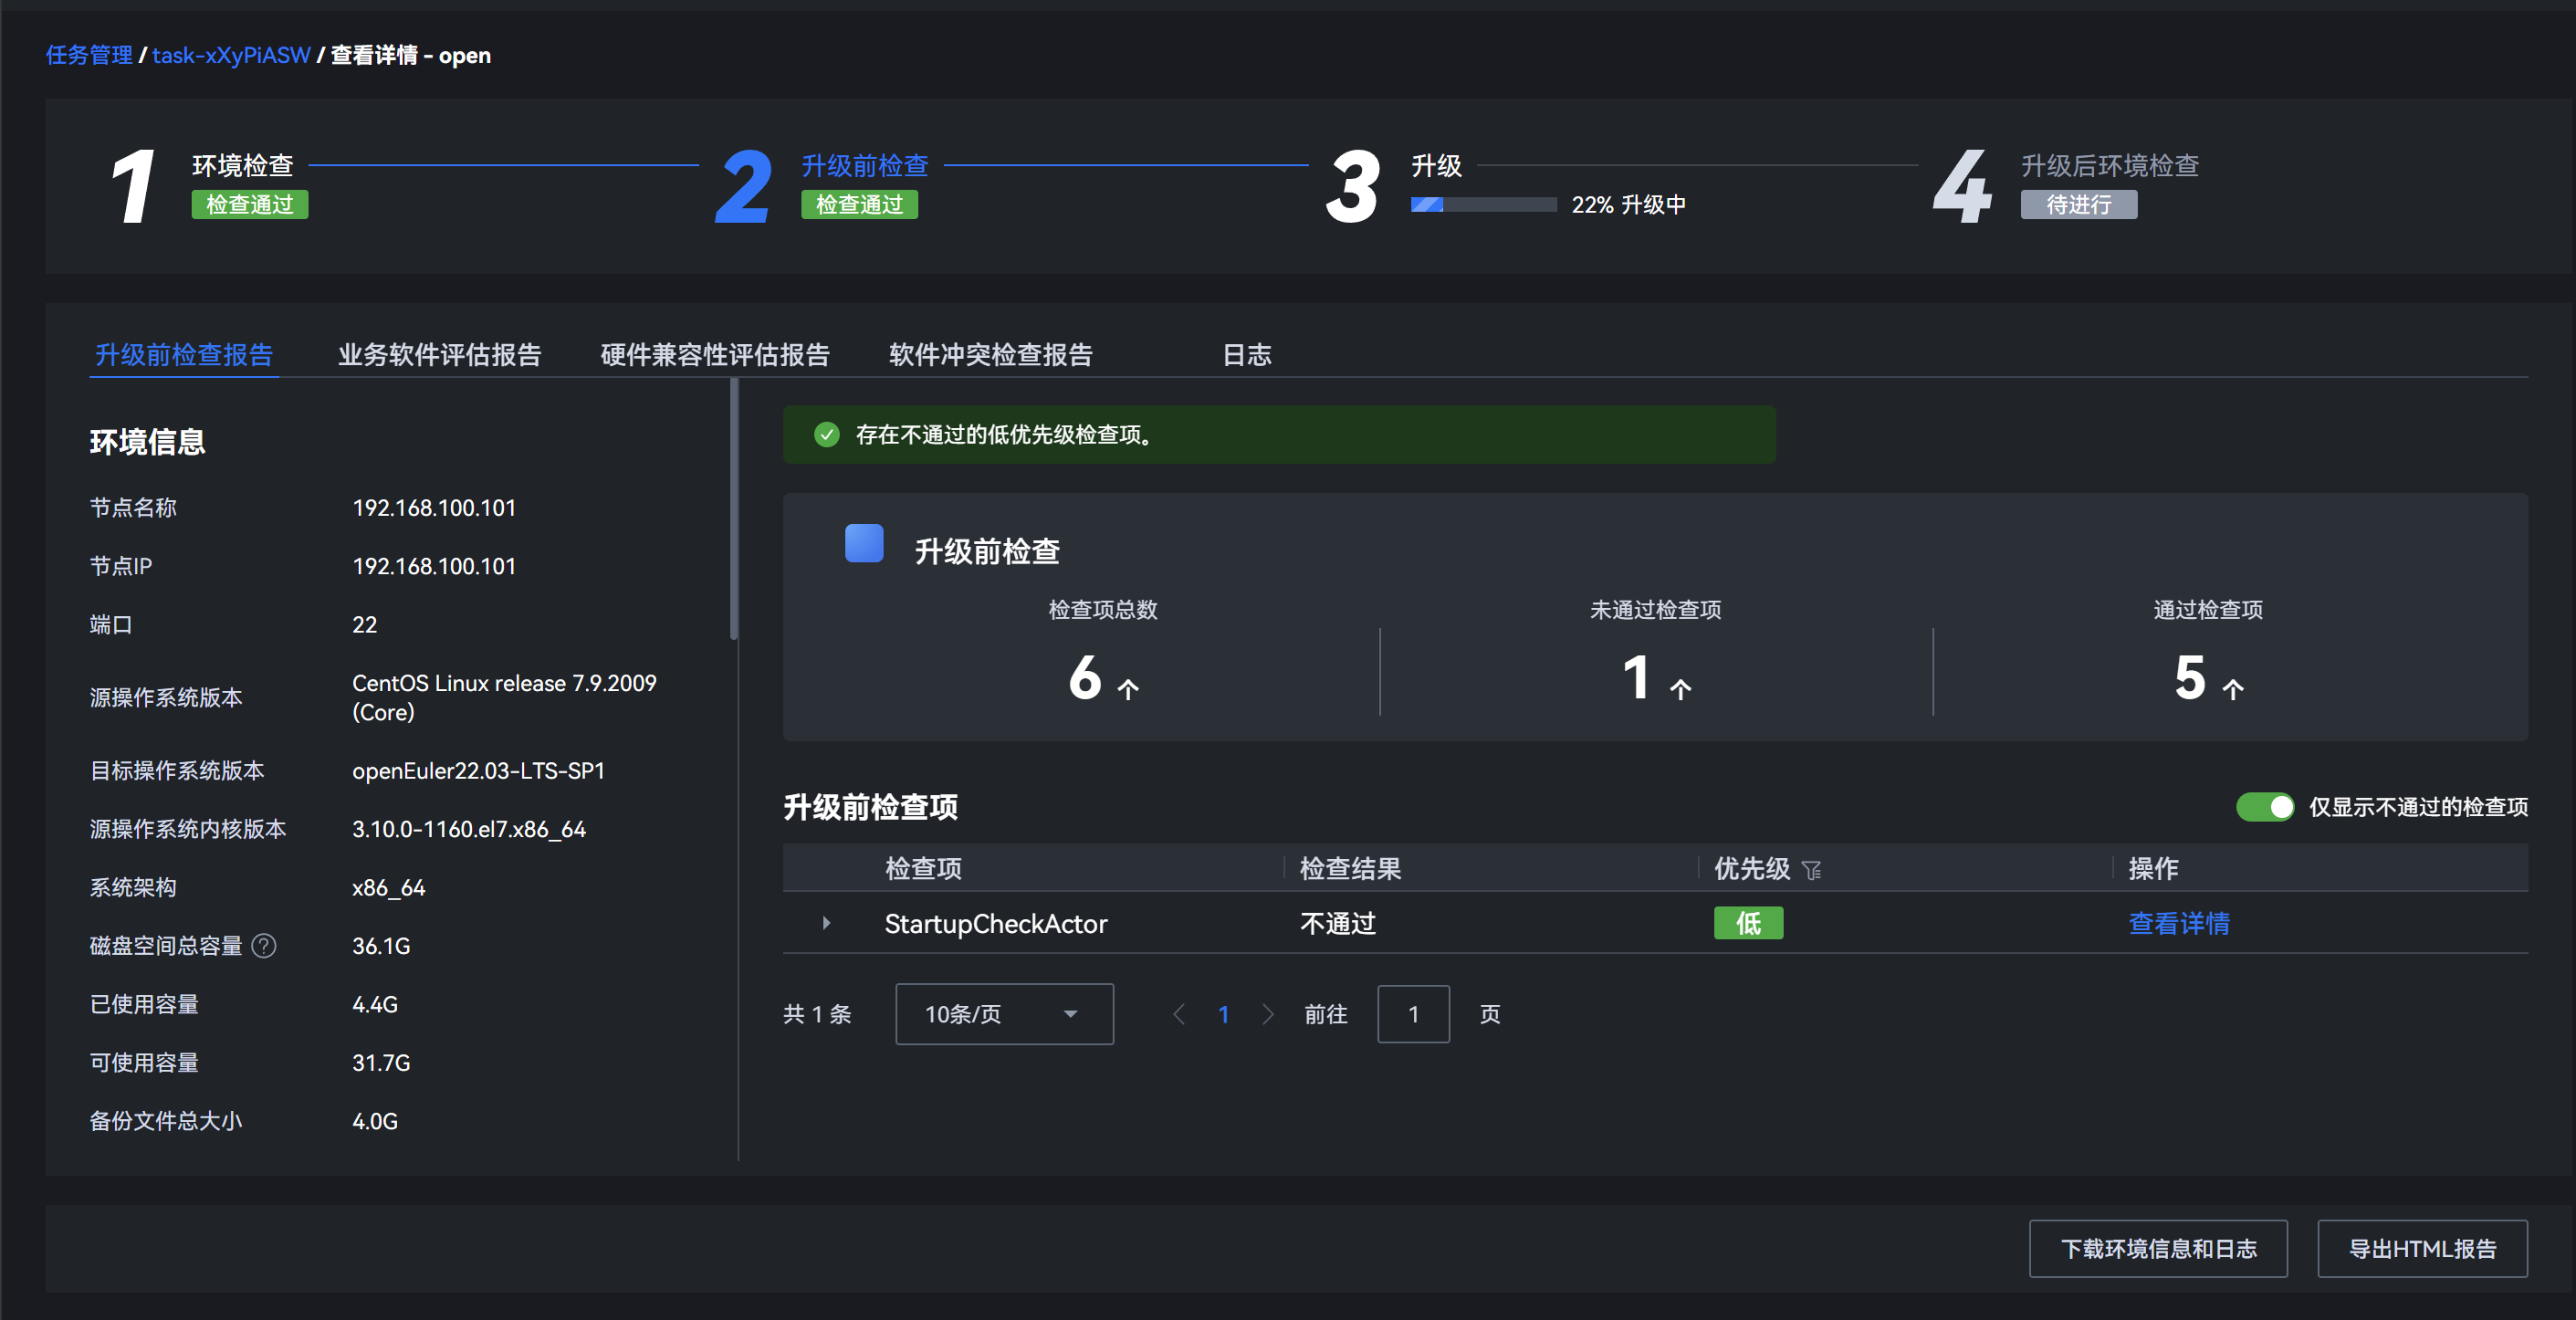 任务管理 / task-xXyPiASW / 查看详情 - open
1 环境检查
检查通过
2 升级前检查
检查通过
3 升级
22% 升级中
4 升级后环境检查
待进行
升级前检查报告 业务软件评估报告 硬件兼容性评估报告 软件冲突检查报告 日志
环境信息
节点名称 192.168.100.101
节点IP 192.168.100.101
端口 22
源操作系统版本 CentOS Linux release 7.9.2009
(Core)
目标操作系统版本 openEuler22.03-LTS-SP1
源操作系统内核版本 3.10.0-1160.el7.x86_64
系统架构 x86_64
磁盘空间总容量 ? 36.1G
已使用容量 4.4G
可使用容量 31.7G
备份文件总大小 4.0G
存在不通过的低优先级检查项。
升级前检查
检查项总数 未通过检查项 通过检查项
6 个 1 个 5 个
升级前检查项 仅显示不通过的检查项
检查项 检查结果 优先级 操作
StartupCheckActor 不通过 低 查看详情
共 1 条 10条/页 1 前往 1 页
下载环境信息和日志 导出HTML报告